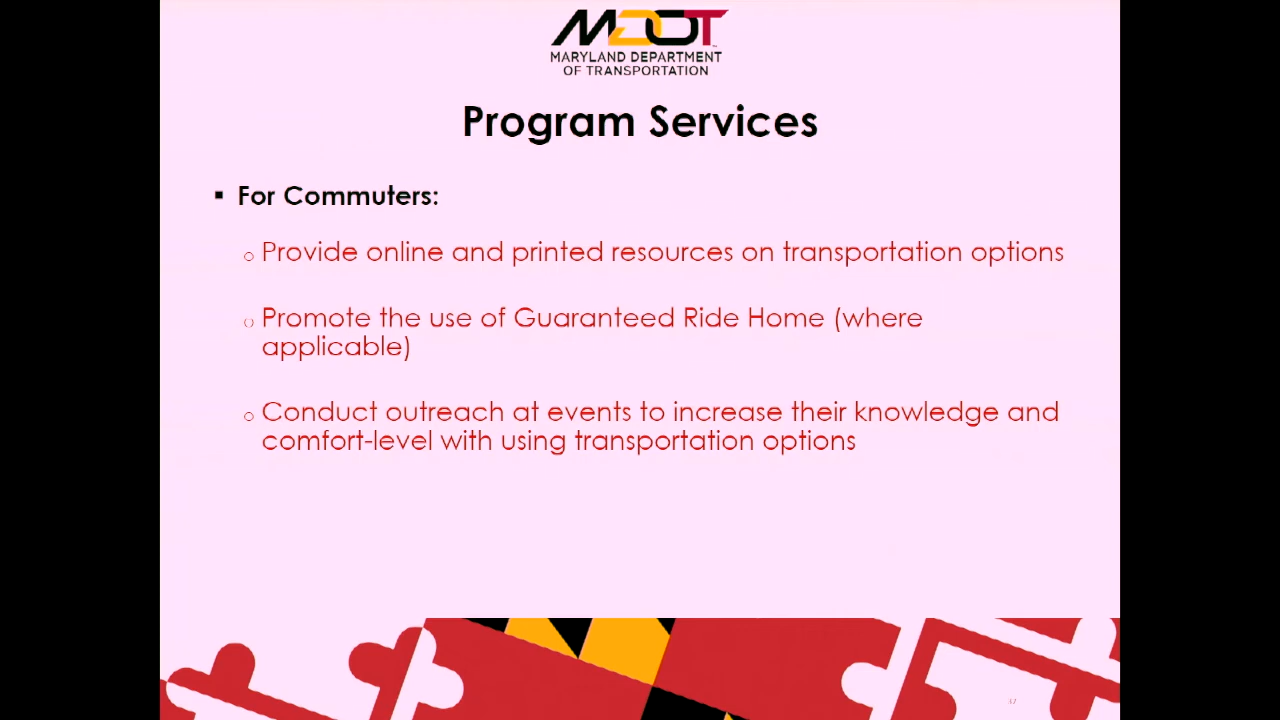 MDOT
MARYLAND DEPARTMENT
OF TRANSPORTATION
Program Services
▪ For Commuters:
o Provide online and printed resources on transportation options
o Promote the use of Guaranteed Ride Home (where
applicable)
o Conduct outreach at events to increase their knowledge and
comfort-level with using transportation options